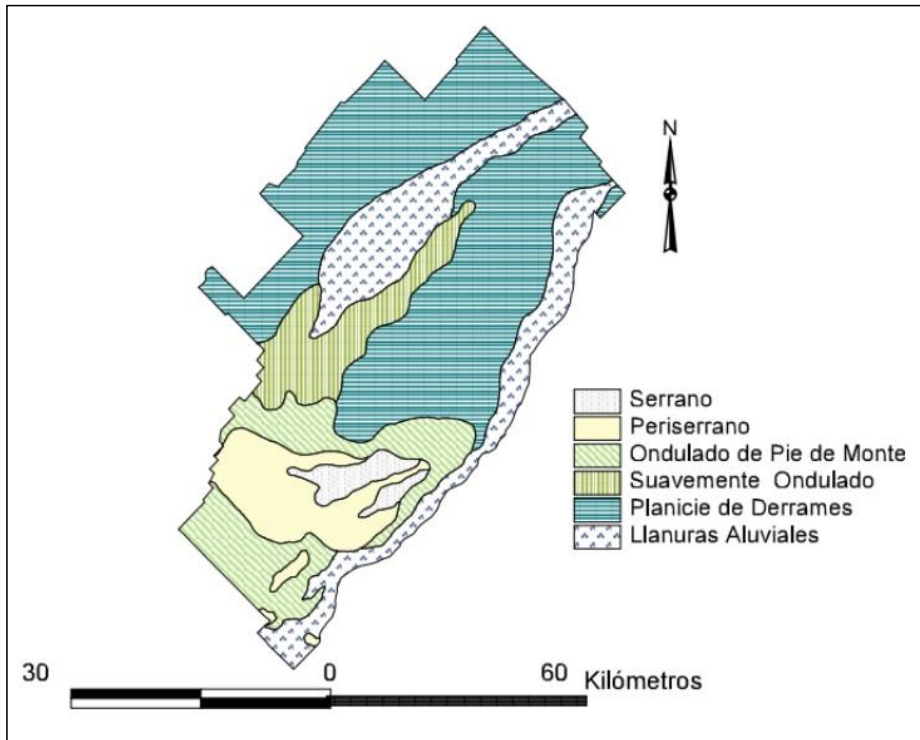 N
Serrano
Periserrano
Ondulado de Pie de Monte
Suavemente Ondulado
Planicie de Derrames
Llanuras Aluviales
30 0 60 Kilómetros